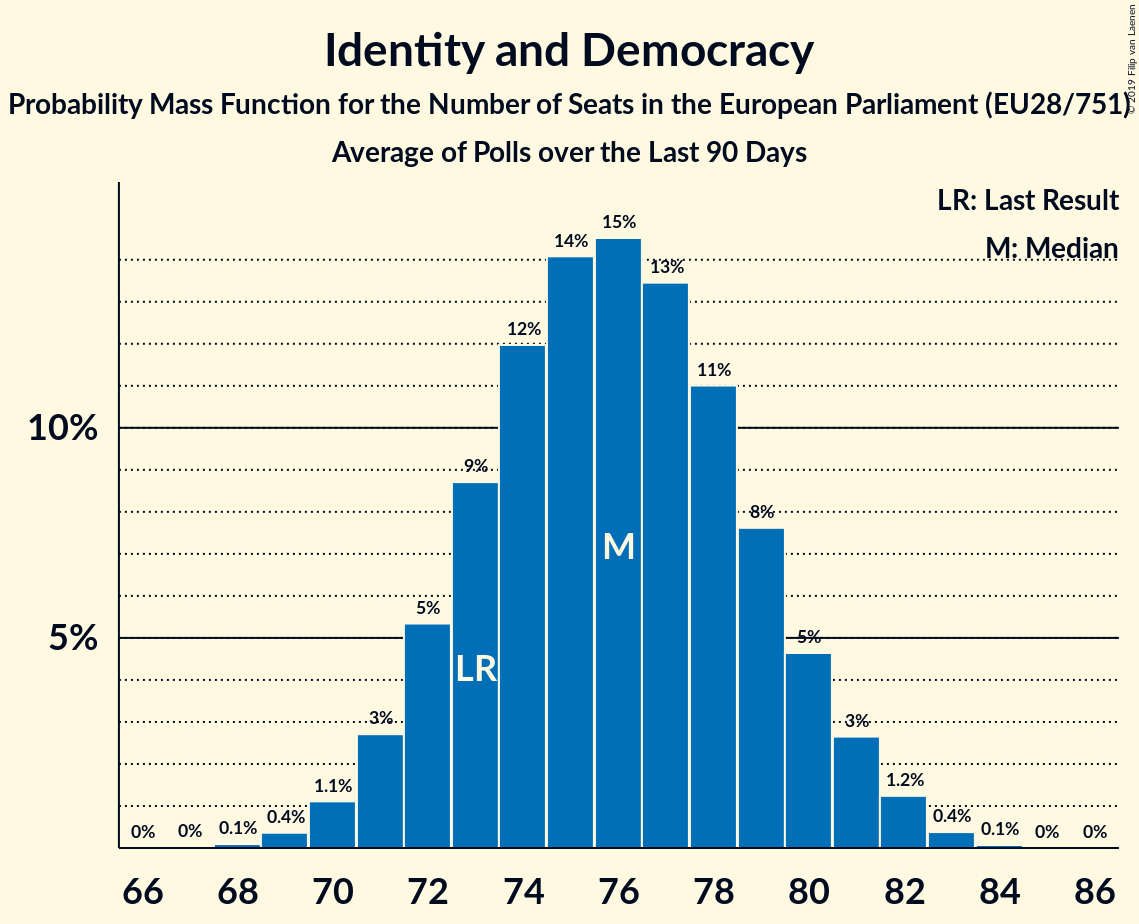 Identity and Democracy
Probability Mass Function for the Number of Seats in the European Parliament (EU28/751)
Average of Polls over the Last 90 Days
© 2019 Filip van Laenen
LR: Last Result
M: Median
10%
5%
0%
0%
0.1%
0.4%
1.1%
3%
5%
9%
12%
14%
15%
13%
11%
8%
5%
3%
1.2%
0.4%
0.1%
0%
0%
LR
M
66 68 70 72 74 76 78 80 82 84 86